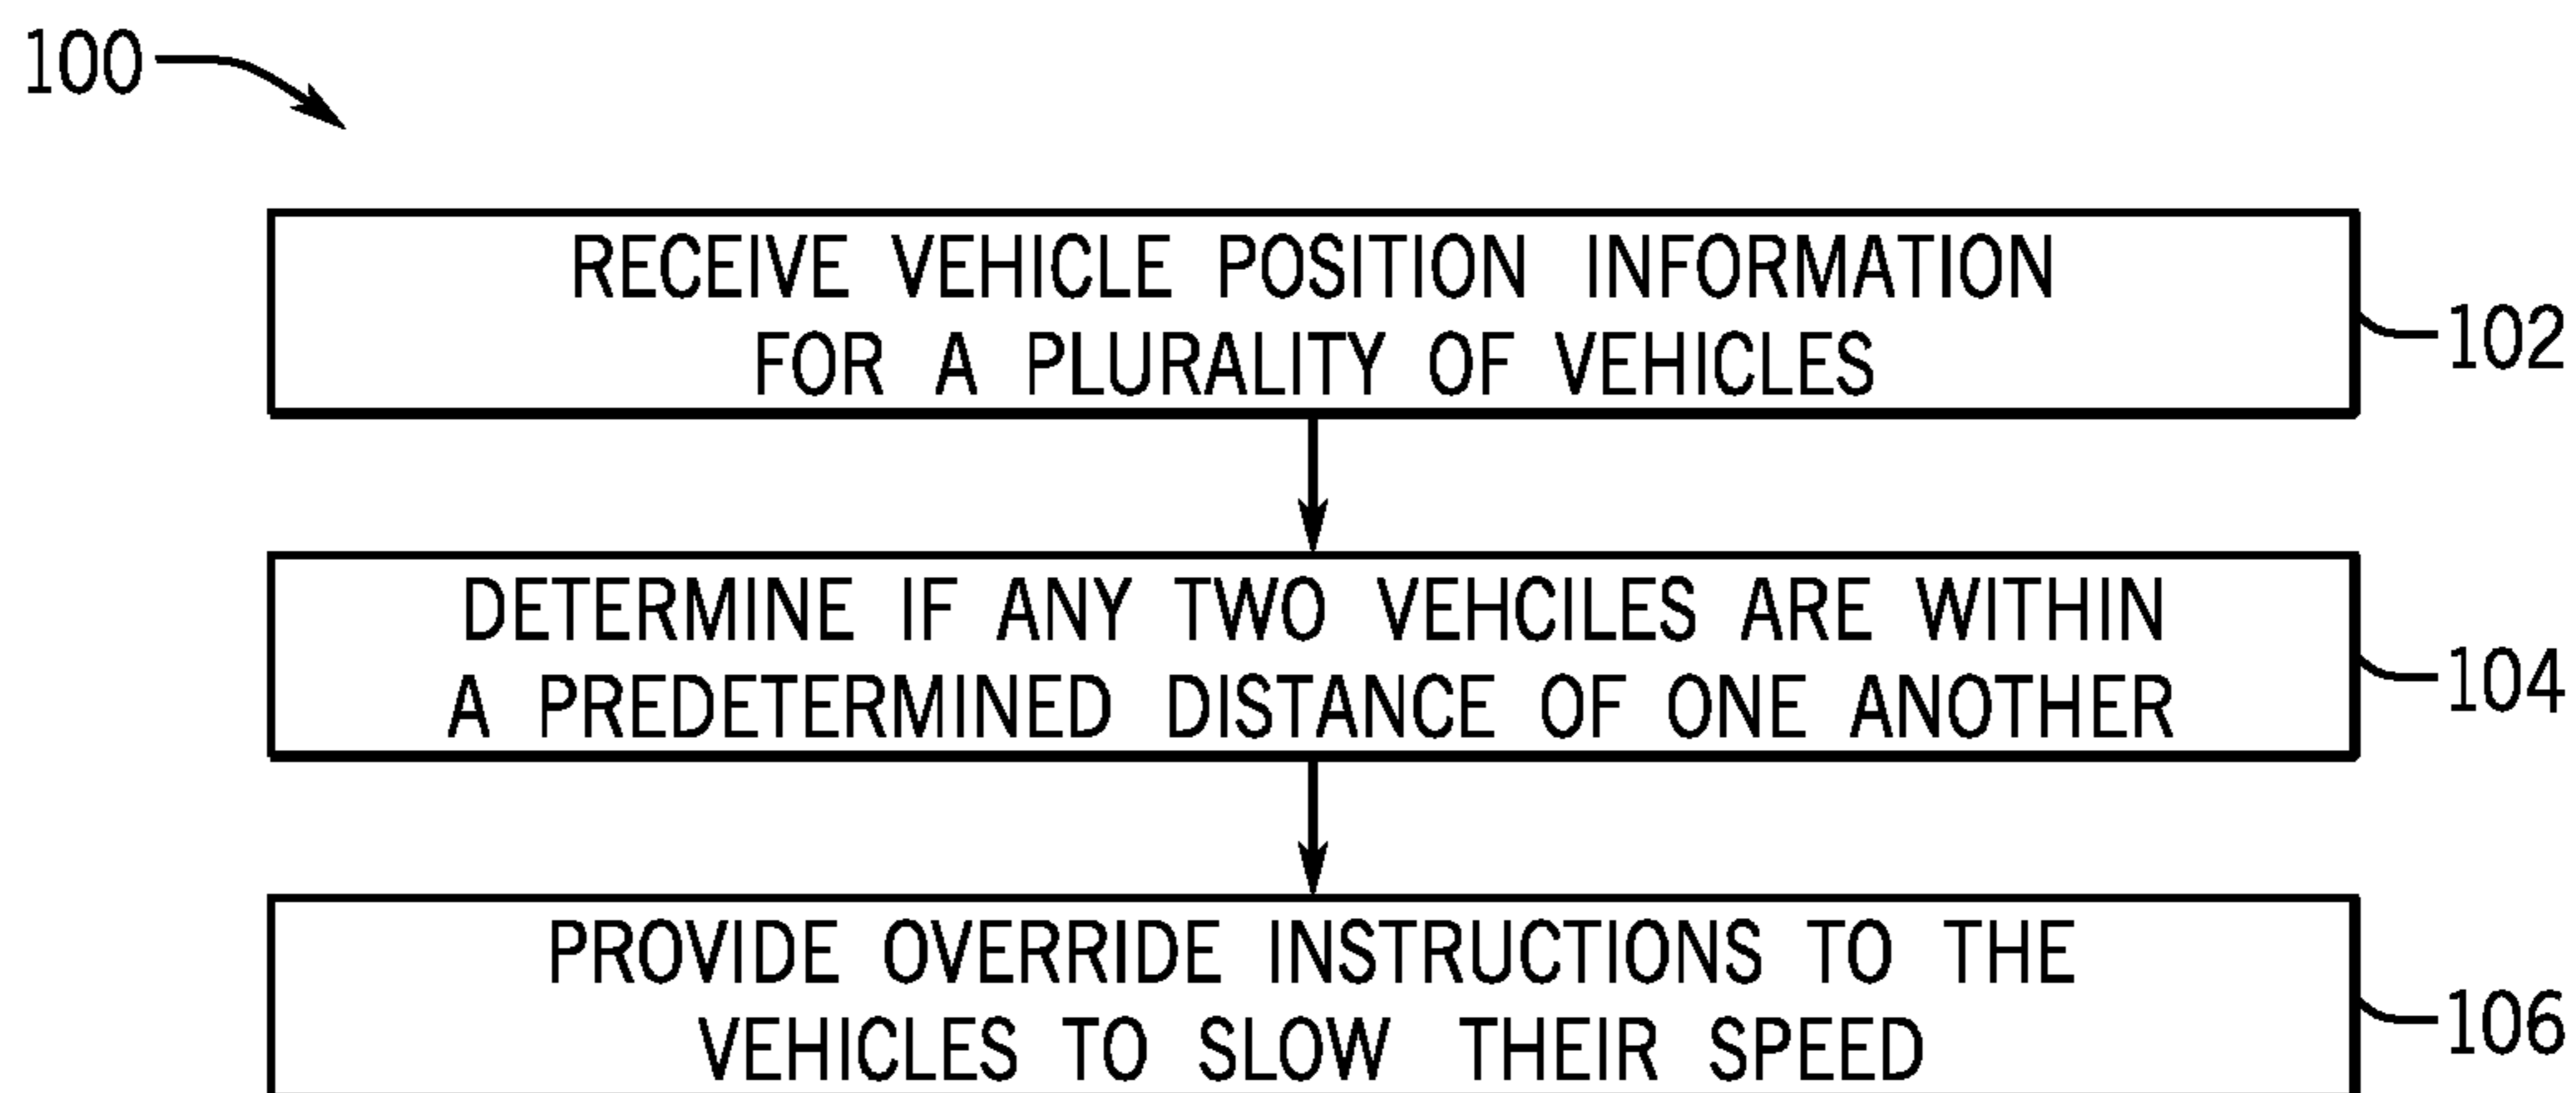 100
RECEIVE VEHICLE POSITION INFORMATION
FOR A PLURALITY OF VEHICLES
102
DETERMINE IF ANY TWO VEHCILES ARE WITHIN
A PREDETERMINED DISTANCE OF ONE ANOTHER
104
PROVIDE OVERRIDE INSTRUCTIONS TO THE
VEHICLES TO SLOW THEIR SPEED
106